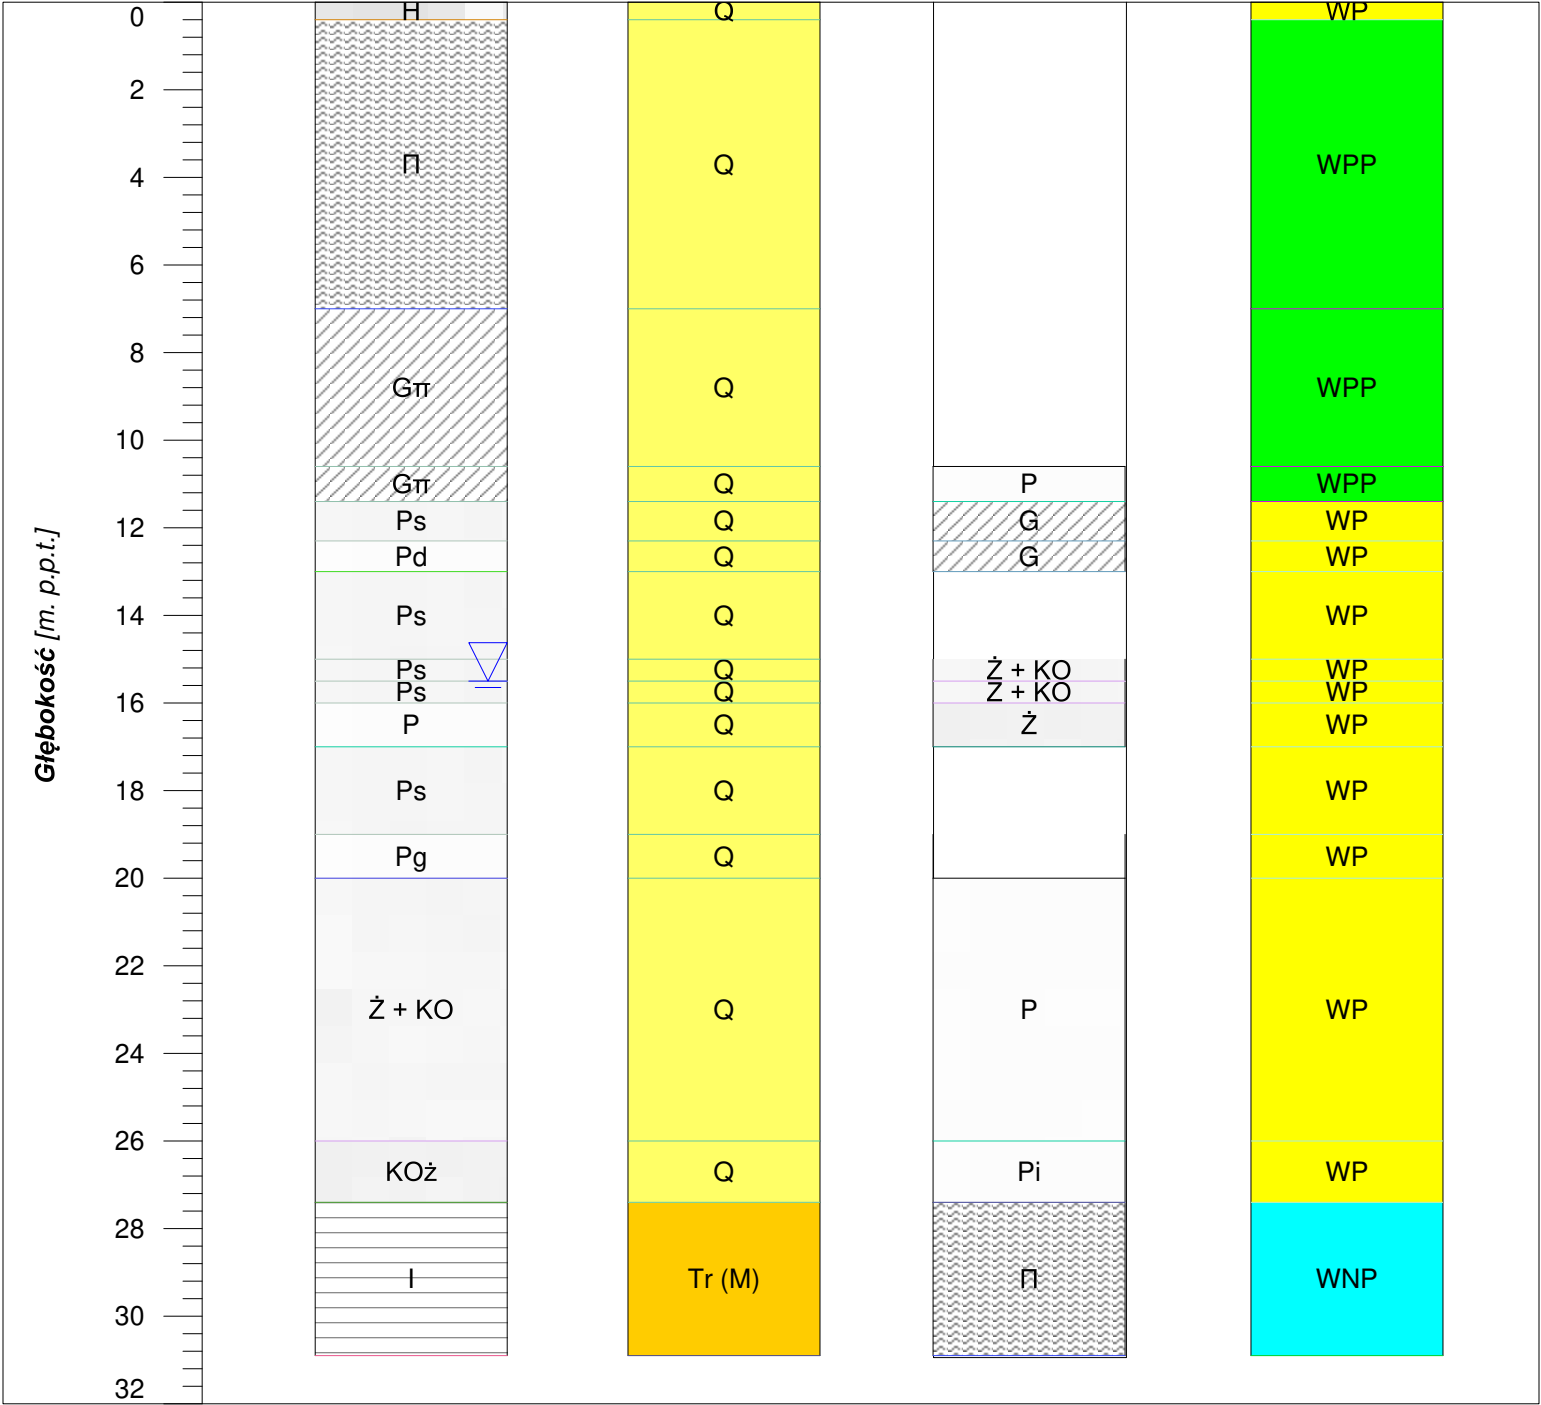 0 H Q WP
2
П Q WPP
4
6
8
Gπ Q WPP
10
Gπ Q P WPP
Ps Q G WP
12
Pd Q G WP
14 Ps Q WP
Ps Q Ż + KO WP
Ps Q Ż + KO WP
16
P Q Ż WP
18 Ps Q WP
Pg Q WP
20
22
Ż + KO Q P WP
24
26
KOż Q Pi WP
28
I Tr (M) П WNP
30
32
Głębokość [m. p.p.t.]